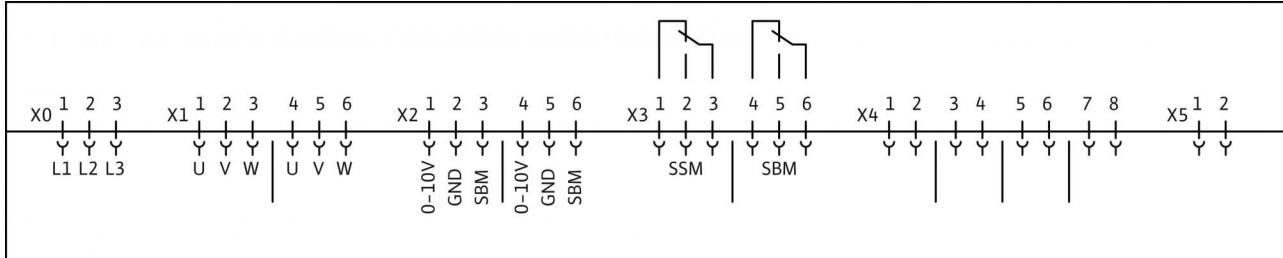 X0 1 2 3 X1 1 2 3 4 5 6 X2 1 2 3 4 5 6 X3 1 2 3 4 5 6 X4 1 2 3 4 5 6 7 8 X5 1 2
L1 L2 L3 U V W U V W 0-10V GND SBM 0-10V GND SBM SSM SBM